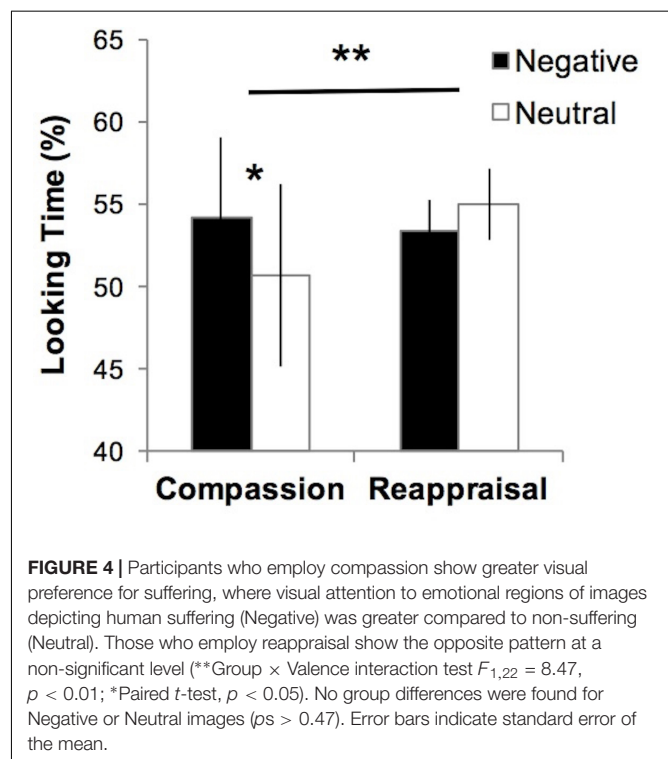 65
**
Negative
Neutral
60
*
55
50
45
40
Looking Time (%)
Compassion Reappraisal
FIGURE 4 | Participants who employ compassion show greater visual
preference for suffering, where visual attention to emotional regions of images
depicting human suffering (Negative) was greater compared to non-suffering
(Neutral). Those who employ reappraisal show the opposite pattern at a
non-significant level (**Group × Valence interaction test F1,22 = 8.47,
p < 0.01; *Paired t-test, p < 0.05). No group differences were found for
Negative or Neutral images (ps > 0.47). Error bars indicate standard error of
the mean.